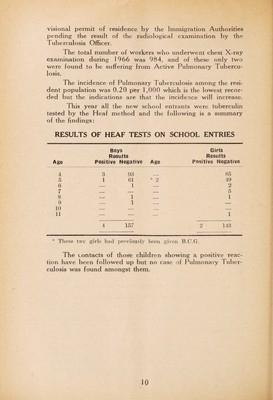 visional permit of residence by the Immigration Authorities
pending the result of the radiological examination by the
Tuberculosis Officer.
The total number of workers who underwent chest X-ray
examination during 1966 was 984, and of these only two
were found to be suffering from Active Pulmonary Tubercu-
losis.
The incidence of Pulmonary Tuberculosis among the resi-
dent population was 0.20 per 1,000 which is the lowest recor-
ded but the indications are that the incidence will increase.
This year all the new school entrants were tuberculin
tested by the Heaf method and the following is a summary
of the findings:
RESULTS OF HEAF TESTS ON SCHOOL ENTRIES
Boys Girls
Results Results
Age Positive Negative Age Positive Negative
4 3 93 — 85
5 1 61 * 2 49
6 — 1 — 2
7 — — — 5
8 — 1 — 1
9 — 1 — —
10 — — — —
11 — — — 1
4 157 2 143
* These two girls had previously been given B.C.G.
The contacts of those children showing a positive reac-
tion have been followed up but no case of Pulmonary Tuber-
culosis was found amongst them.
10